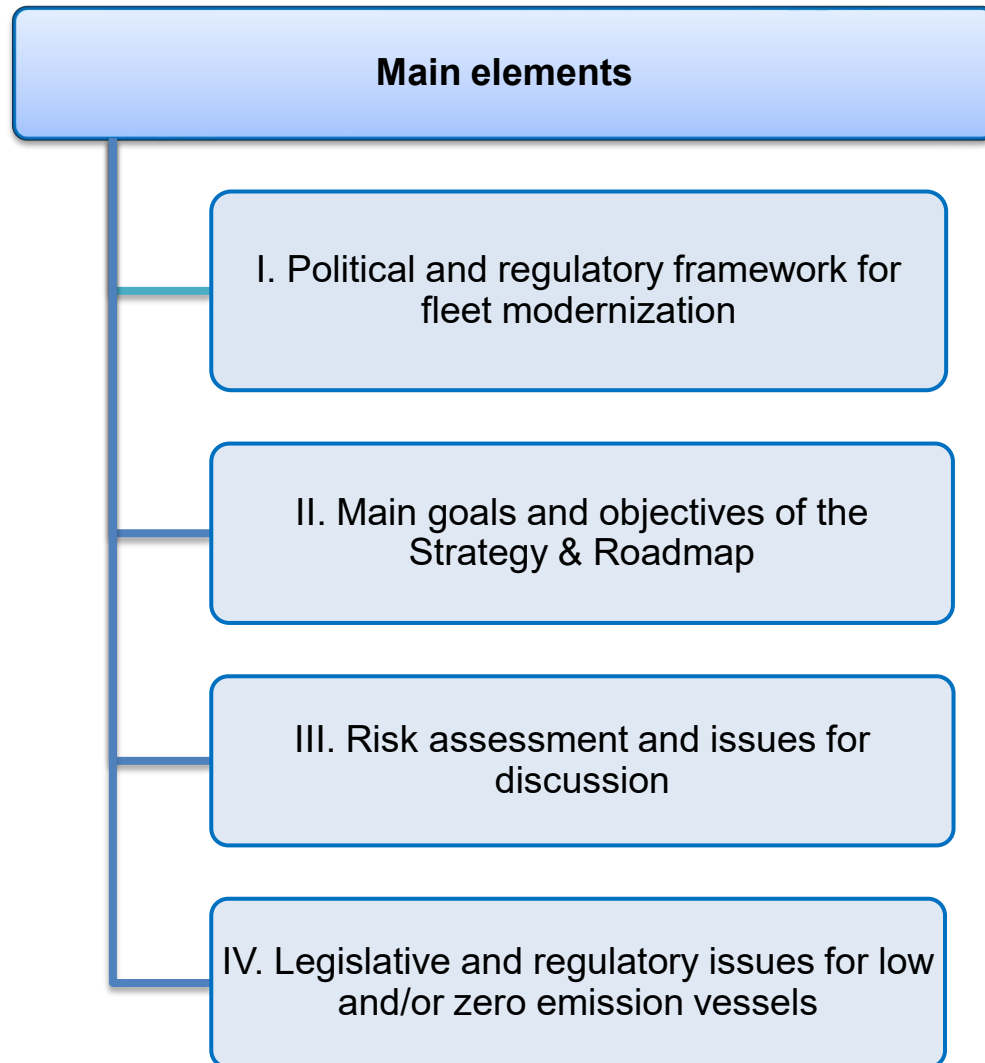 Main elements
I. Political and regulatory framework for
fleet modernization
II. Main goals and objectives of the
Strategy & Roadmap
III. Risk assessment and issues for
discussion
IV. Legislative and regulatory issues for low
and/or zero emission vessels